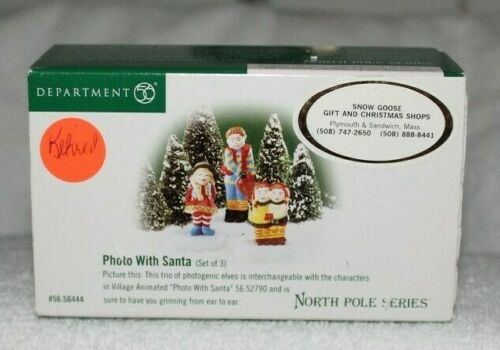 DEPARTMENT 56
Retired
SNOW GOOSE
GIFT AND CHRISTMAS SHOPS
Plymouth & Sandwich, Mass.
(508) 747-2650 (508) 888-8441
Photo With Santa (Set of 3)
Picture this. This trio of photogenic elves is interchangeable with the characters
in Village Animated "Photo With Santa" 56.52790 and is
sure to have you grinning from ear to ear.
#56.56444
NORTH POLE SERIES